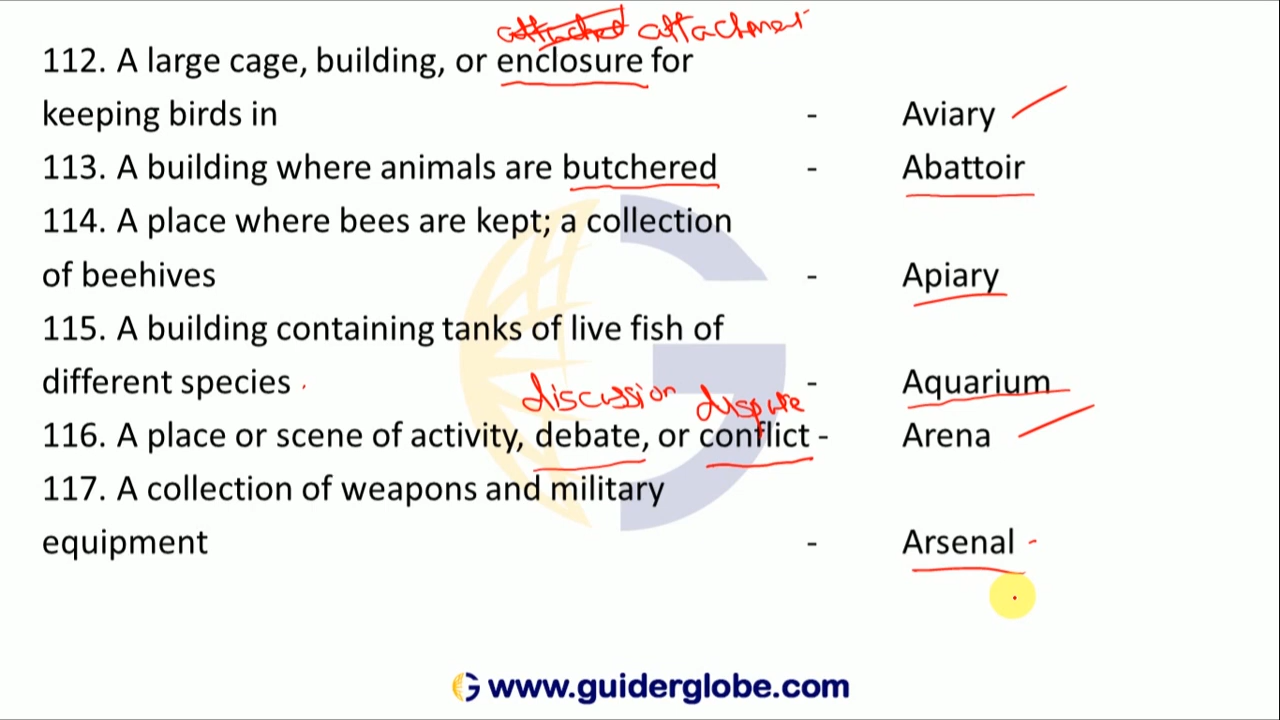 attached attachment
112. A large cage, building, or enclosure for
keeping birds in - Aviary
113. A building where animals are butchered - Abattoir
114. A place where bees are kept; a collection
of beehives - Apiary
115. A building containing tanks of live fish of
different species - Aquarium
discussion dispute
116. A place or scene of activity, debate, or conflict - Arena
117. A collection of weapons and military
equipment - Arsenal
www.guiderglobe.com